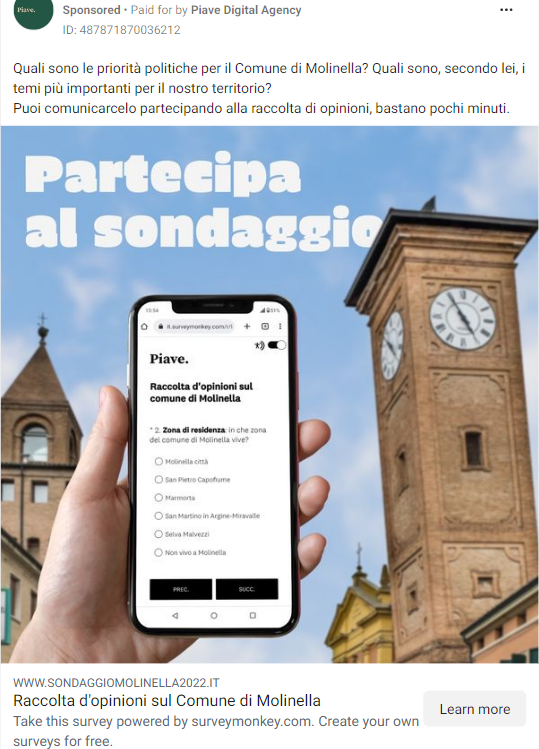 Piave.
Sponsored • Paid for by Piave Digital Agency
ID: 487871870036212
Quali sono le priorità politiche per il Comune di Molinella? Quali sono, secondo lei, i
temi più importanti per il nostro territorio?
Puoi comunicarcelo partecipando alla raccolta di opinioni, bastano pochi minuti.
Partecipa
al sondaggio
15:54
51%
it.surveymonkey.com/r/1
Piave.
Raccolta d'opinioni sul
comune di Molinella
* 2. Zona di residenza: in che zona
del comune di Molinella vive?
Molinella città
San Pietro Capofiume
Marmorta
San Martino in Argine-Miravalle
Selva Malvezzi
Non vivo a Molinella
PREC.
SUCC.
WWW.SONDAGGIOMOLINELLA2022.IT
Raccolta d'opinioni sul Comune di Molinella
Take this survey powered by surveymonkey.com. Create your own
surveys for free.
Learn more